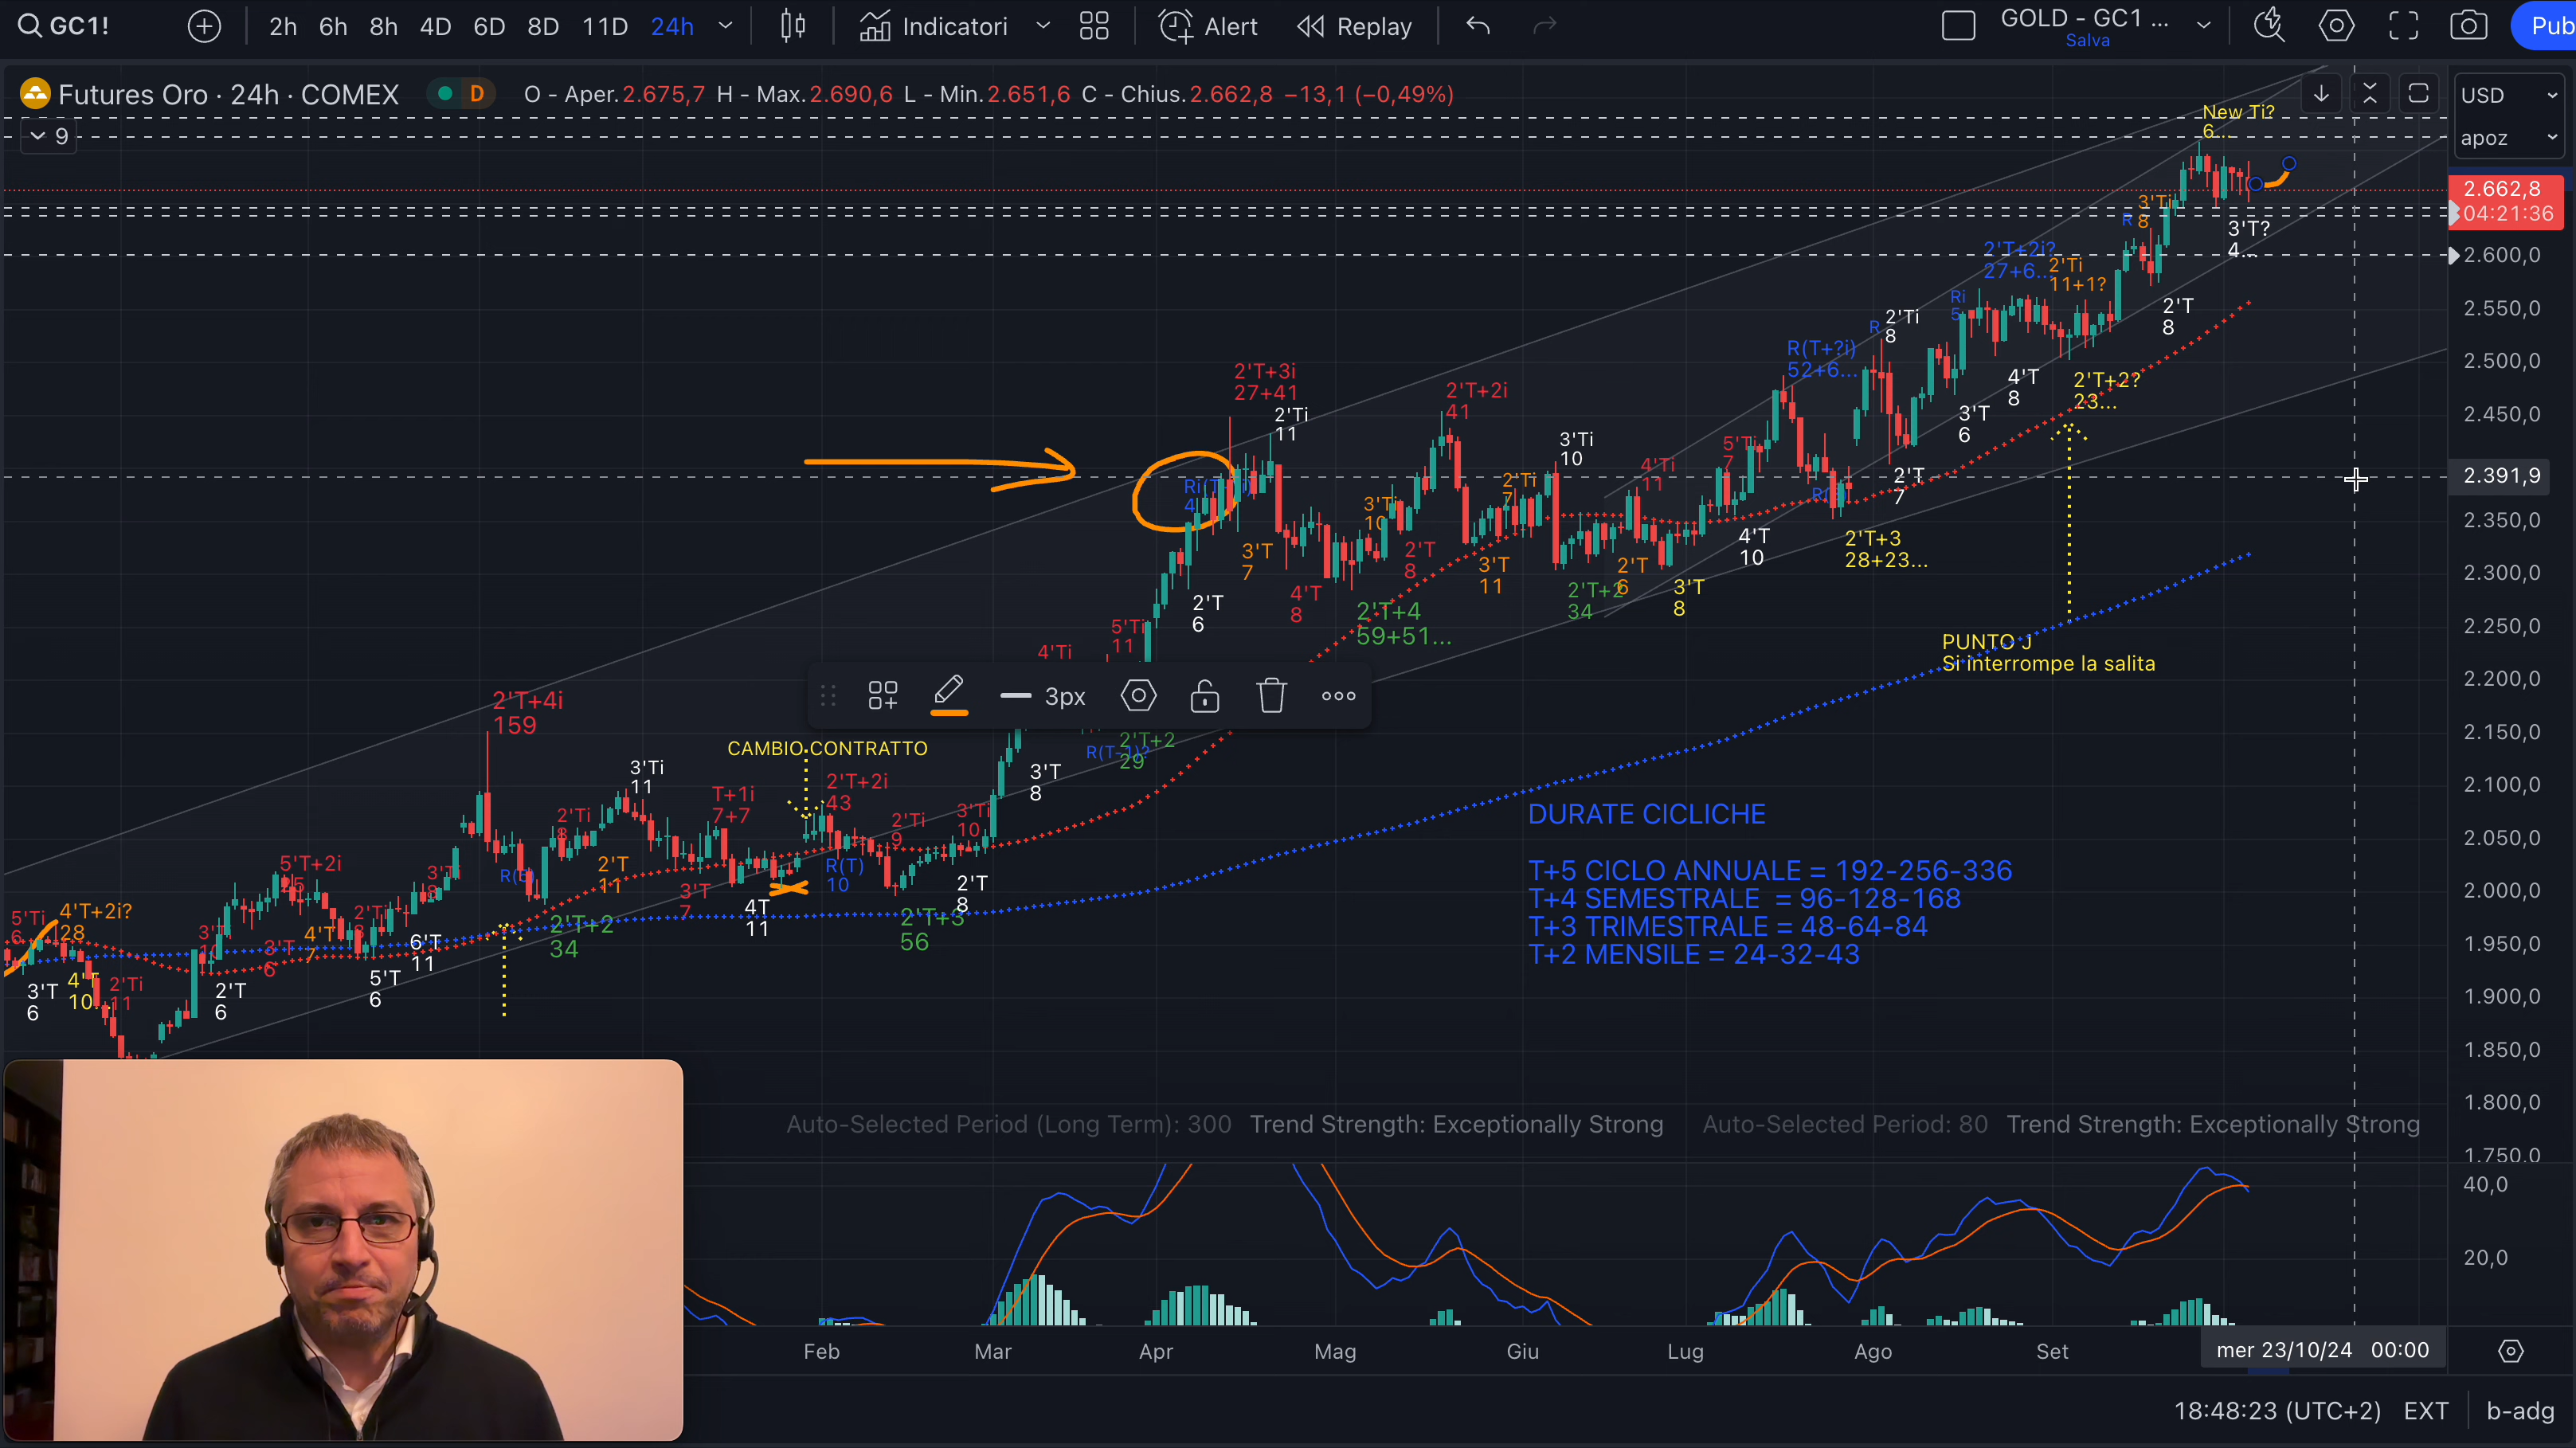 GC1!
2h 6h 8h 4D 6D 8D 11D 24h
Indicatori
Alert
Replay
GOLD - GC1 ...
Salva
Pub
Futures Oro · 24h · COMEX
D
O - Aper.2.675,7 H - Max.2.690,6 L - Min.2.651,6 C - Chius.2.662,8 −13,1 (−0,49%)
9
USD
apoz
New Ti?
6...
2.662,8
04:21:36
3'Ti
8
R
3'T?
4...
2.600,0
2'T+2i?
27+6...
2'Ti
11+1?
Ri
5
2'T
8
2.550,0
R
2'Ti
8
R(T+?i)
52+6...
2.500,0
2'T+3i
27+41
2'T+2i
41
2'Ti
11
4'T
8
2'T+2?
23...
3'T
6
2.450,0
3'Ti
10
5'Ti
7
4'Ti
11
2'Ti
7
3'Ti
10
2'T
7
2.391,9
2.350,0
3'T
7
2'T
8
3'T
11
4'T
10
2'T+3
28+23...
2'T
6
4'T
8
2'T+4
59+51...
2'T+2
34
2'T
6
3'T
8
2.300,0
2.250,0
5'Ti
11
4'Ti
PUNTO J
Si interrompe la salita
2.200,0
3px
2'T+4i
159
2.150,0
CAMBIO CONTRATTO
2'T+2
29
R(T-1)?
3'Ti
11
3'T
8
2.100,0
T+1i
7+7
2'T+2i
43
2'Ti
9
3'Ti
10
2'Ti
8
DURATE CICLICHE
2.050,0
5'T+2i
2'T
11
R(T)
10
3'T
7
4T
11
2'T
8
2'T+3
56
2'T+2
34
T+5 CICLO ANNUALE = 192-256-336
T+4 SEMESTRALE = 96-128-168
T+3 TRIMESTRALE = 48-64-84
T+2 MENSILE = 24-32-43
2.000,0
5'Ti
6
4'T+2i?
28
4'T
7
3'T
6
6'T
11
5'T
6
1.950,0
3'T
6
4'T
10
2'Ti
11
2'T
6
1.900,0
1.850,0
1.800,0
Auto-Selected Period (Long Term): 300 Trend Strength: Exceptionally Strong Auto-Selected Period: 80 Trend Strength: Exceptionally Strong
1.750,0
40,0
20,0
Feb Mar Apr Mag Giu Lug Ago Set
mer 23/10/24 00:00
18:48:23 (UTC+2) EXT b-adg